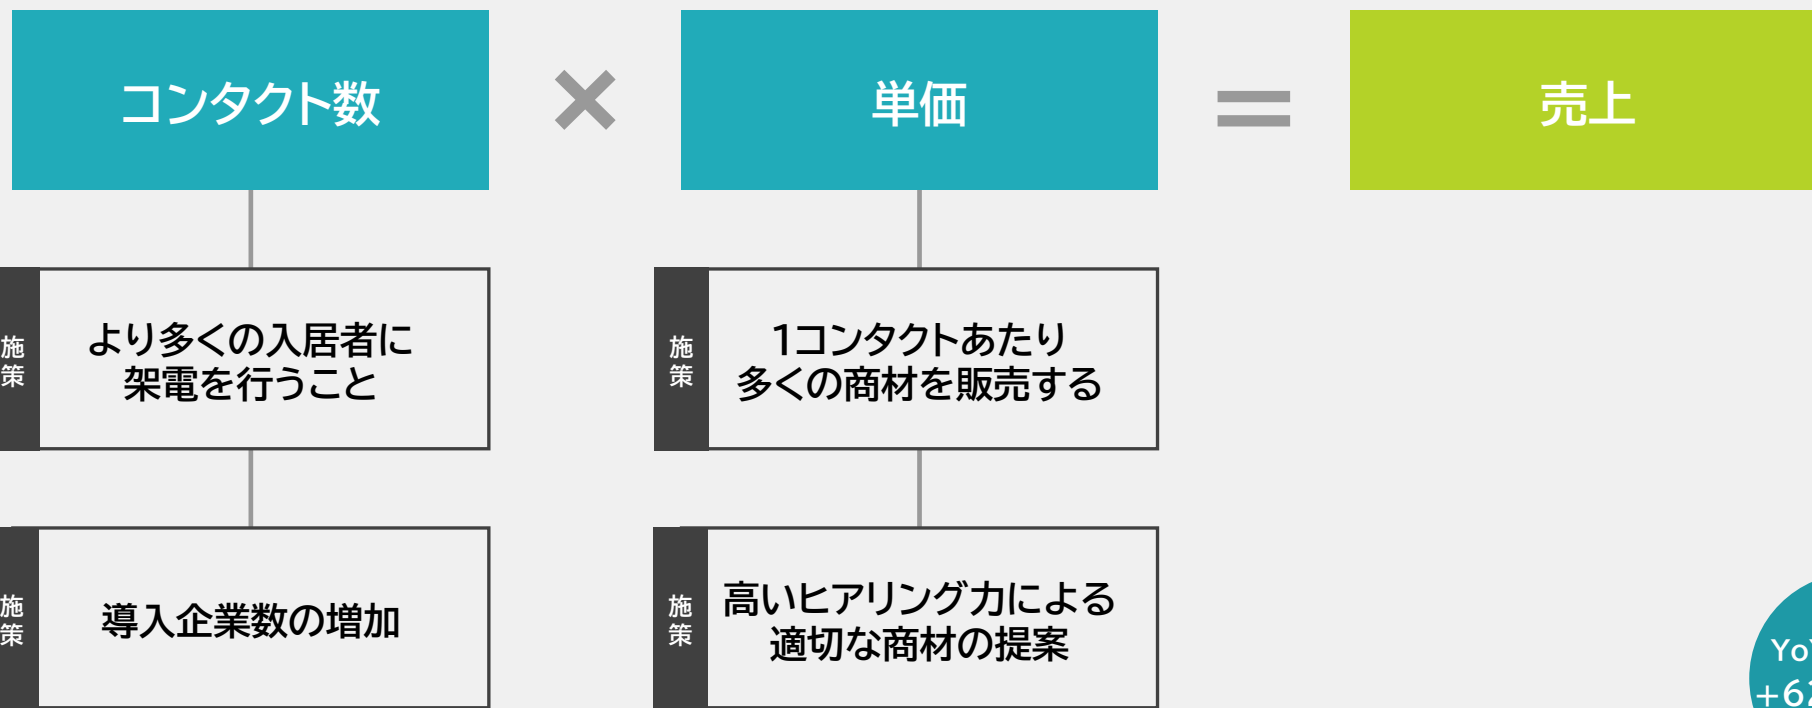 コンタクト数
×
単価
=
売上
施策
より多くの入居者に
架電を行うこと
施策
1コンタクトあたり
多くの商材を販売する
施策
導入企業数の増加
施策
高いヒアリング力による
適切な商材の提案